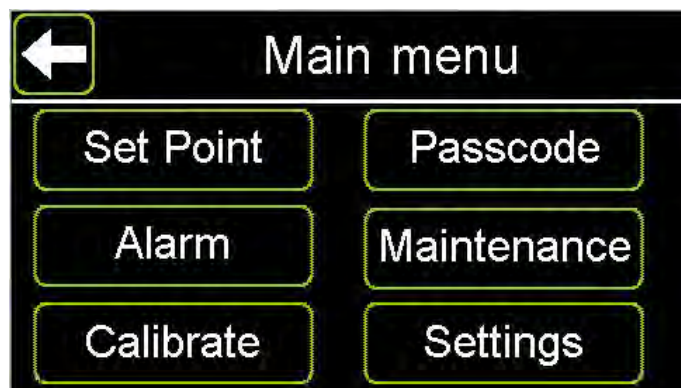 Main menu
Set Point
Passcode
Alarm
Maintenance
Calibrate
Settings